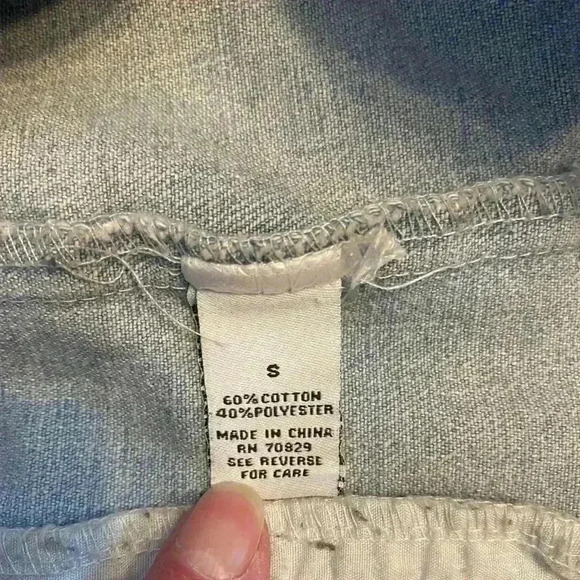 S
60% COTTON
40% POLYESTER
MADE IN CHINA
RN 70829
SEE REVERSE
FOR CARE